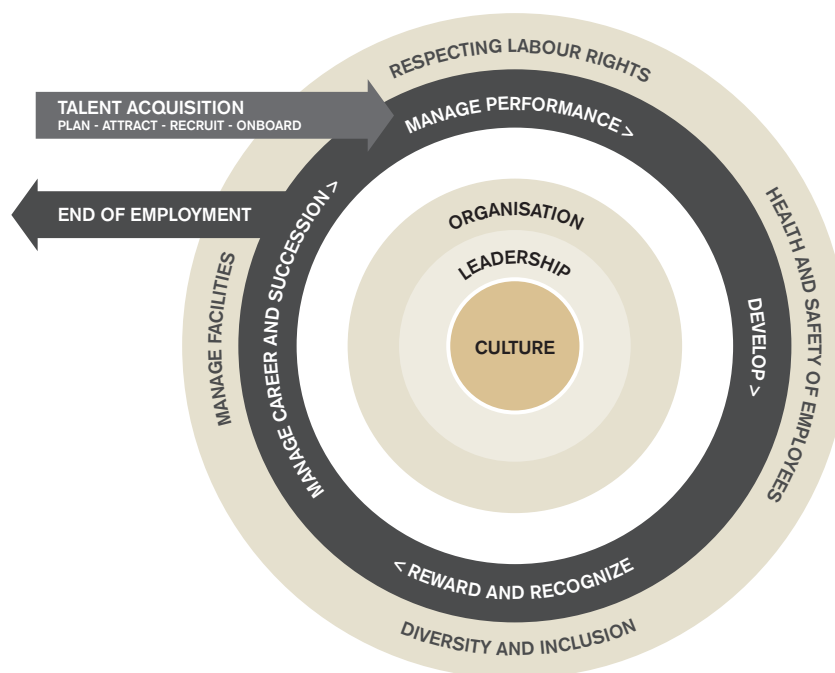 RESPECTING LABOUR RIGHTS
TALENT ACQUISITION
PLAN - ATTRACT - RECRUIT - ONBOARD
MANAGE PERFORMANCE >
END OF EMPLOYMENT
MANAGE CAREER AND SUCCESSION >
ORGANISATION
LEADERSHIP
CULTURE
DEVELOP >
HEALTH AND SAFETY OF EMPLOYEES
MANAGE FACILITIES
< REWARD AND RECOGNIZE
DIVERSITY AND INCLUSION